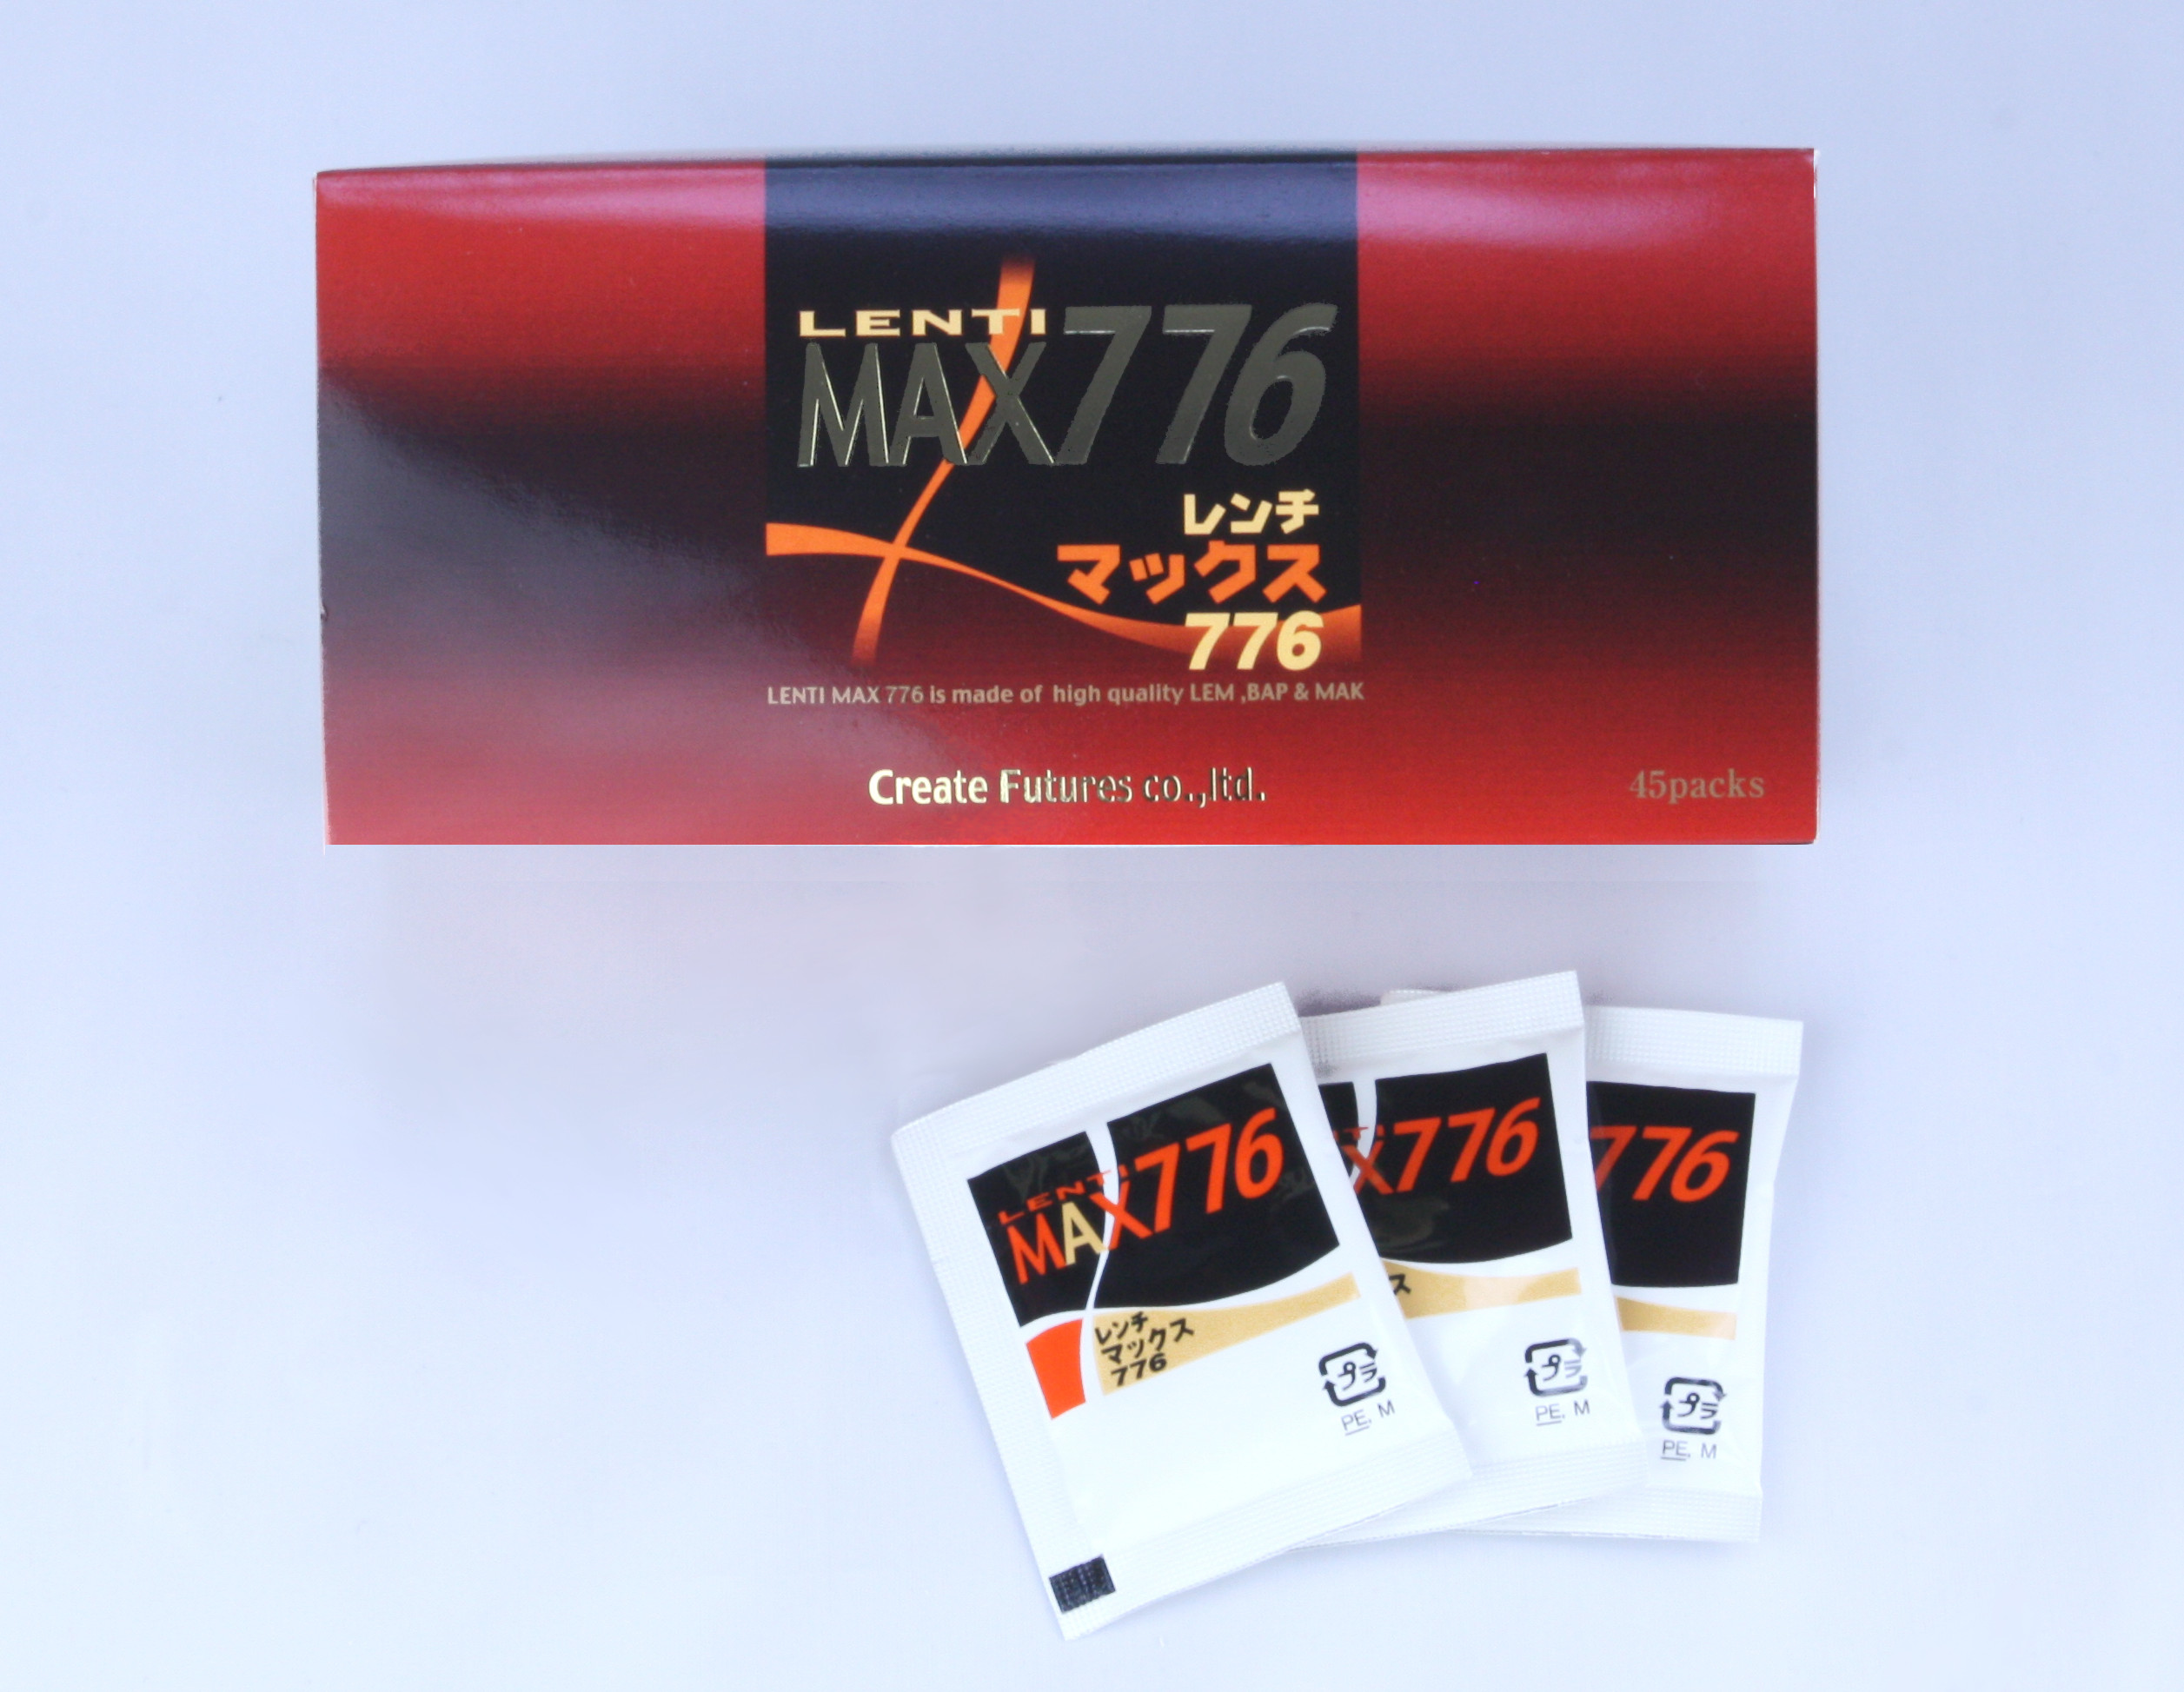 LENTI
MAX776
レンチ
マックス
776
LENTI MAX 776 is made of high quality LEM ,BAP & MAK
Create Futures co.,ltd.
45packs
LENTI
MAX776
レンチ
マックス
776
プラ
PE, M
TI
X776
ス
プラ
PE, M
776
プラ
PE, M